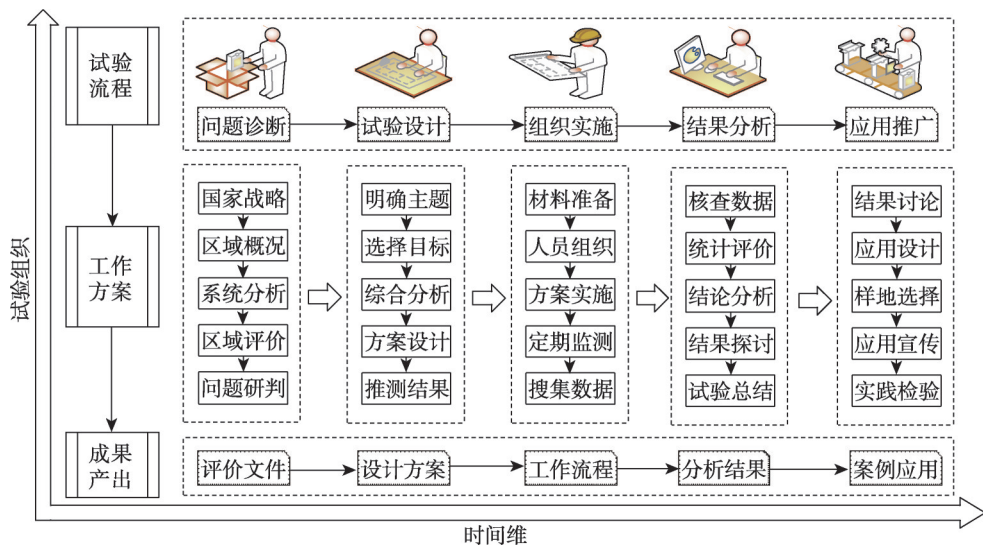 试验
流程
问题诊断
试验设计
组织实施
结果分析
应用推广
试验组织
工作
方案
国家战略
区域概况
系统分析
区域评价
问题研判
明确主题
选择目标
综合分析
方案设计
推测结果
材料准备
人员组织
方案实施
定期监测
搜集数据
核查数据
统计评价
结论分析
结果探讨
试验总结
结果讨论
应用设计
样地选择
应用宣传
实践检验
成果
产出
评价文件
设计方案
工作流程
分析结果
案例应用
时间维